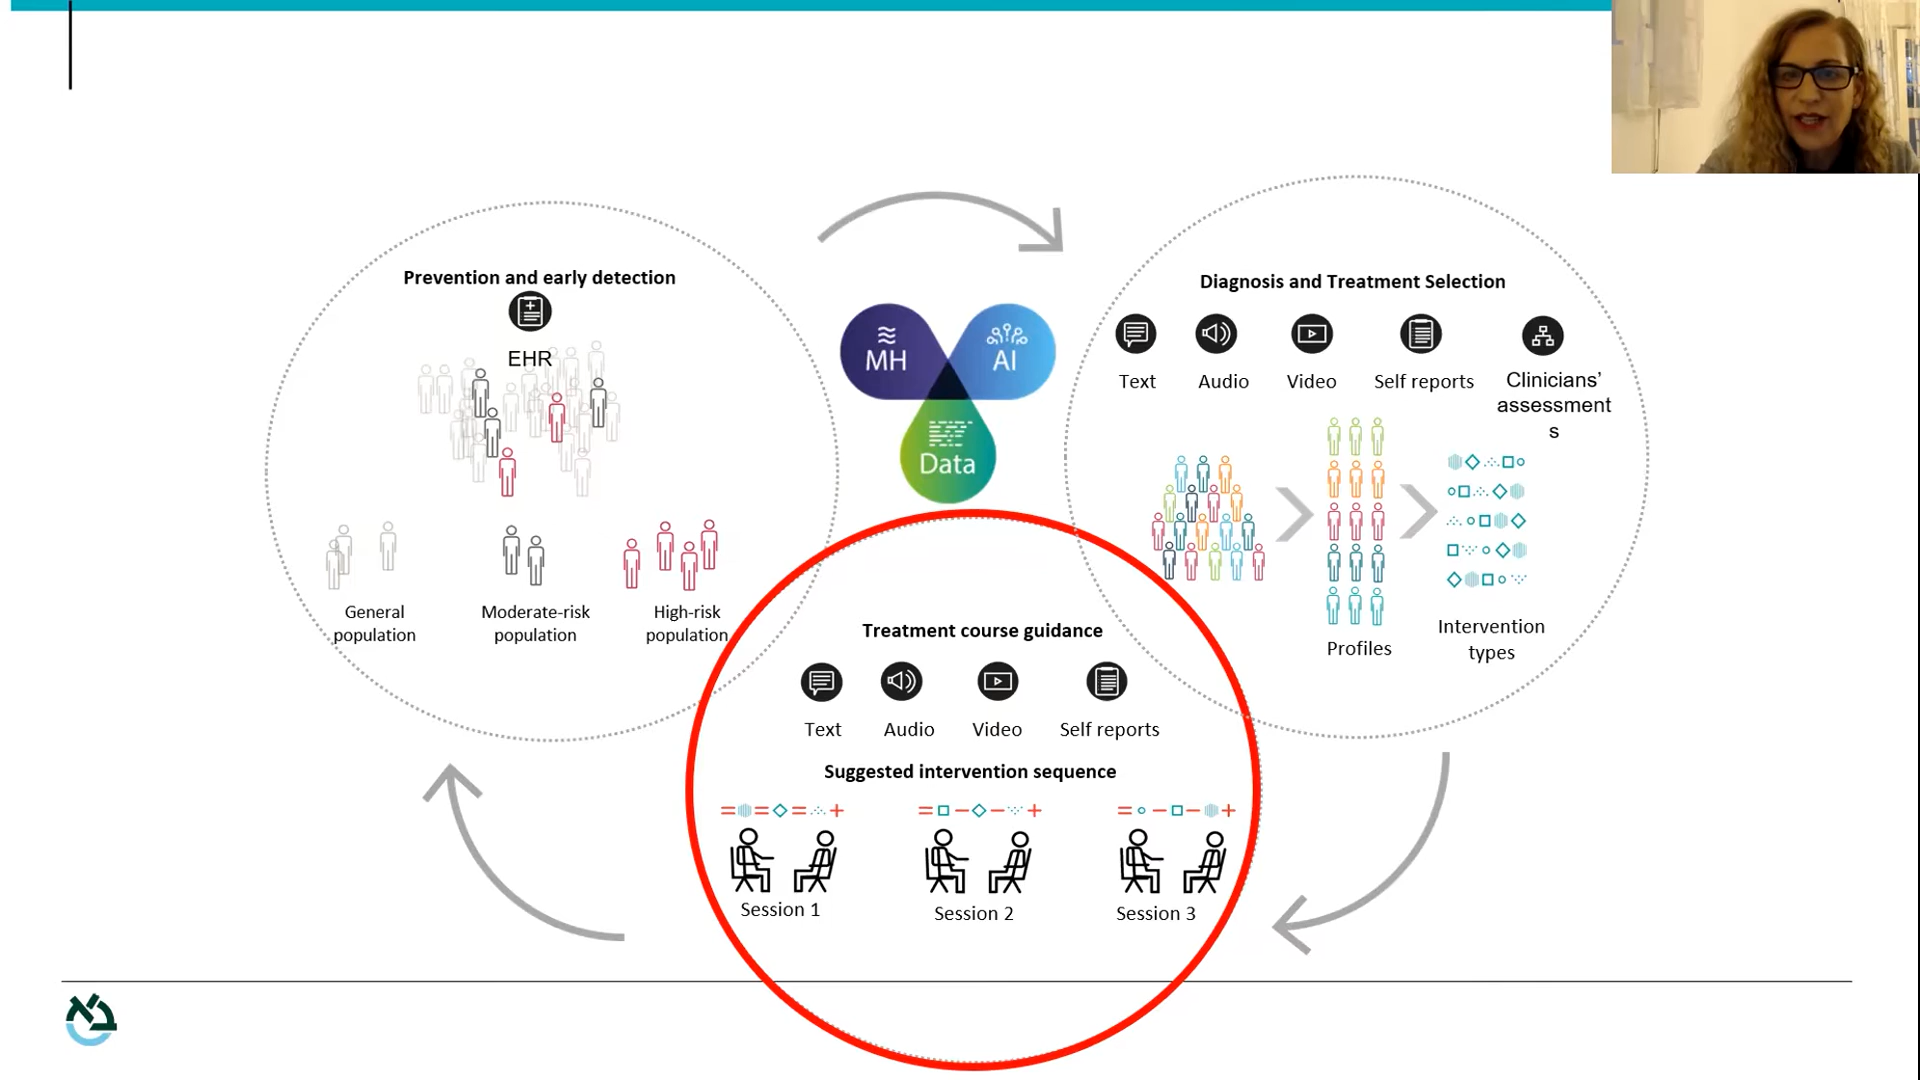 Prevention and early detection
EHR
General
population
Moderate-risk
population
High-risk
population
MH
AI
Data
Diagnosis and Treatment Selection
Text
Audio
Video
Self reports
Clinicians’
assessment
s
Profiles
Intervention
types
Treatment course guidance
Text
Audio
Video
Self reports
Suggested intervention sequence
Session 1
Session 2
Session 3